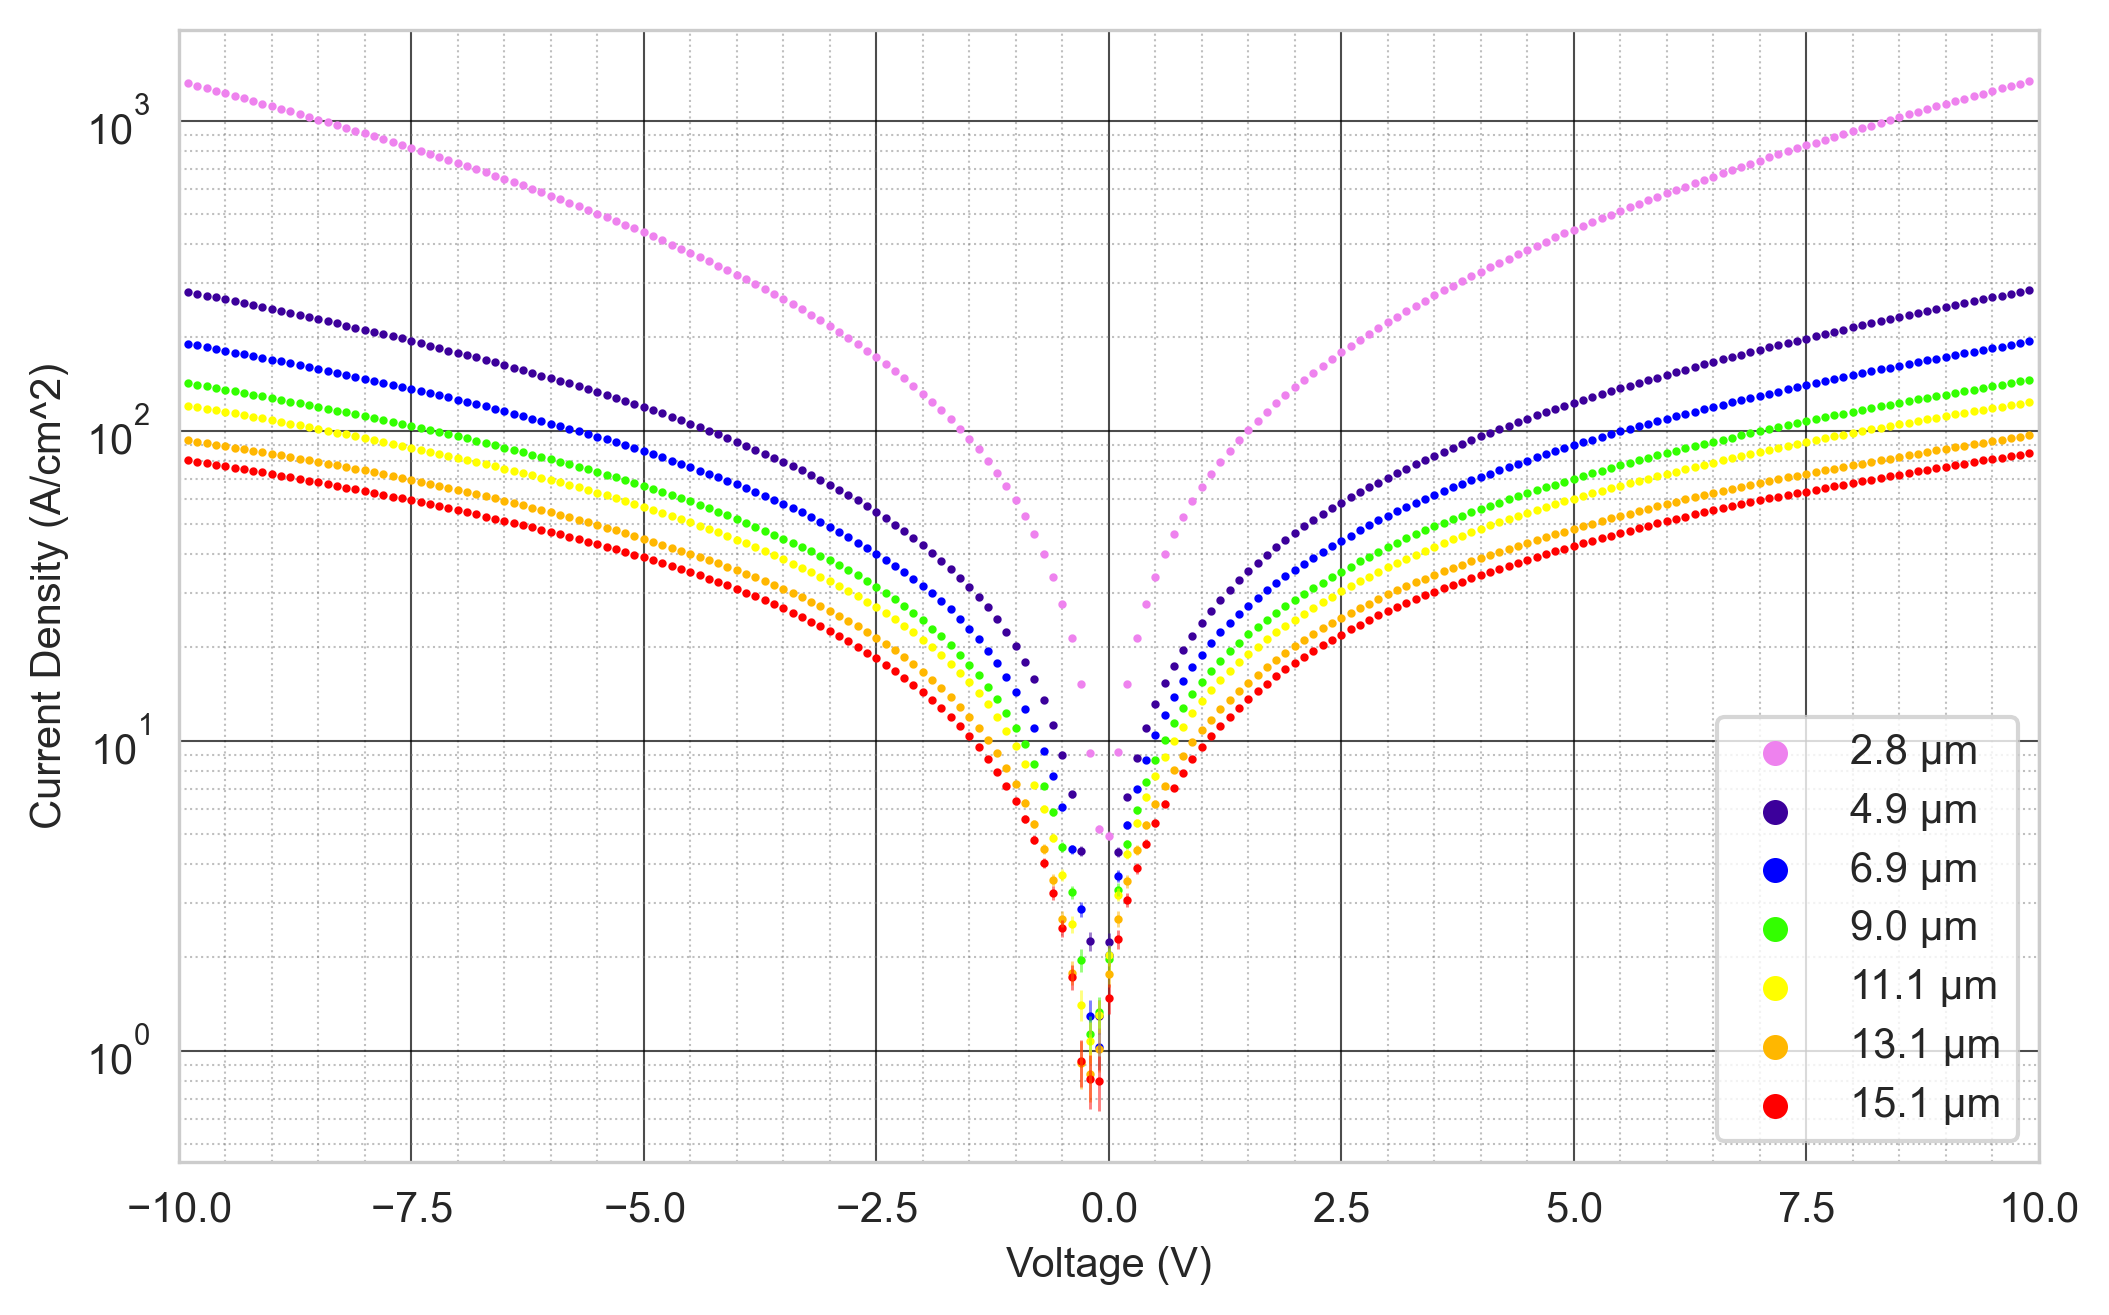 Current Density (A/cm^2)
10^3
10^2
10^1
10^0
2.8 μm
4.9 μm
6.9 μm
9.0 μm
11.1 μm
13.1 μm
15.1 μm
−10.0 −7.5 −5.0 −2.5 0.0 2.5 5.0 7.5 10.0
Voltage (V)